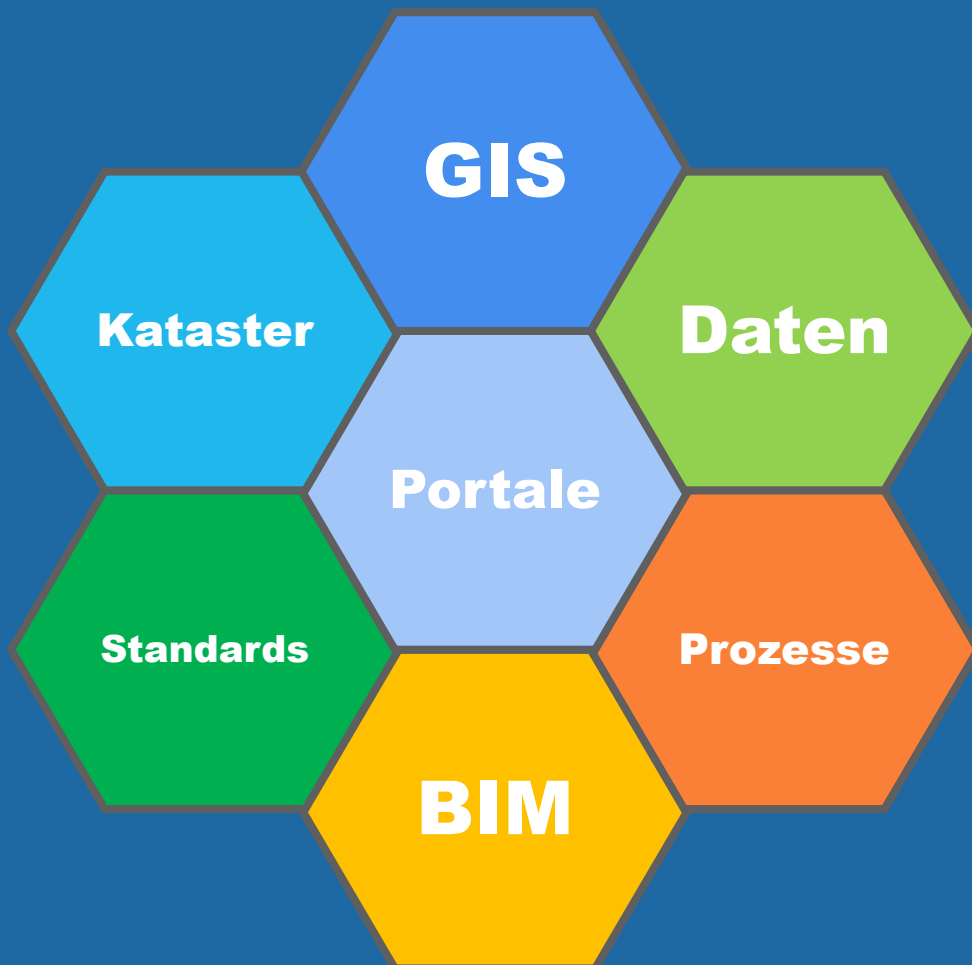 GIS
Kataster
Daten
Portale
Standards
Prozesse
BIM